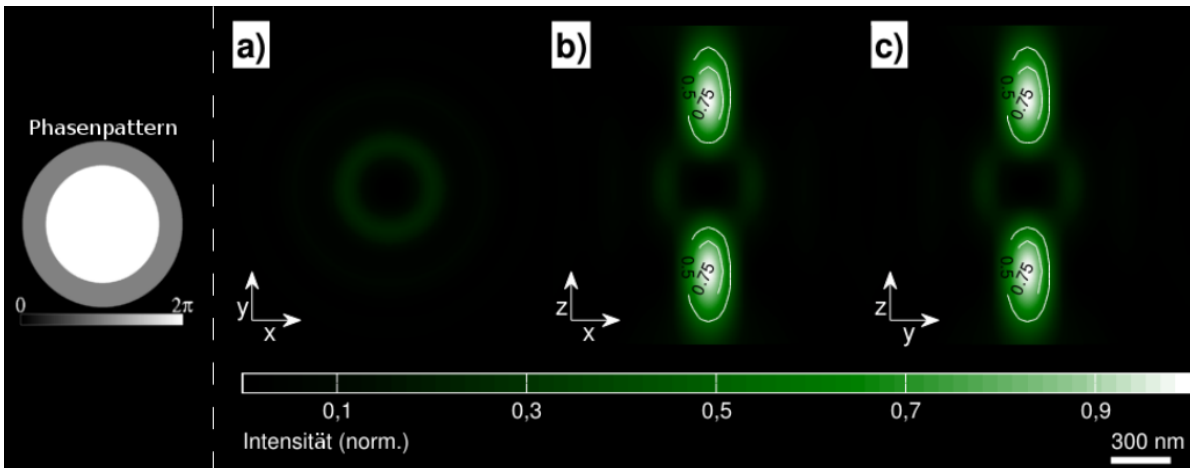 Phasenpattern
0 2π
a)
y
x
b)
0.5
0.75
0.5
0.75
z
x
c)
0.5
0.75
0.5
0.75
z
y
0,1 0,3 0,5 0,7 0,9
Intensität (norm.)
300 nm